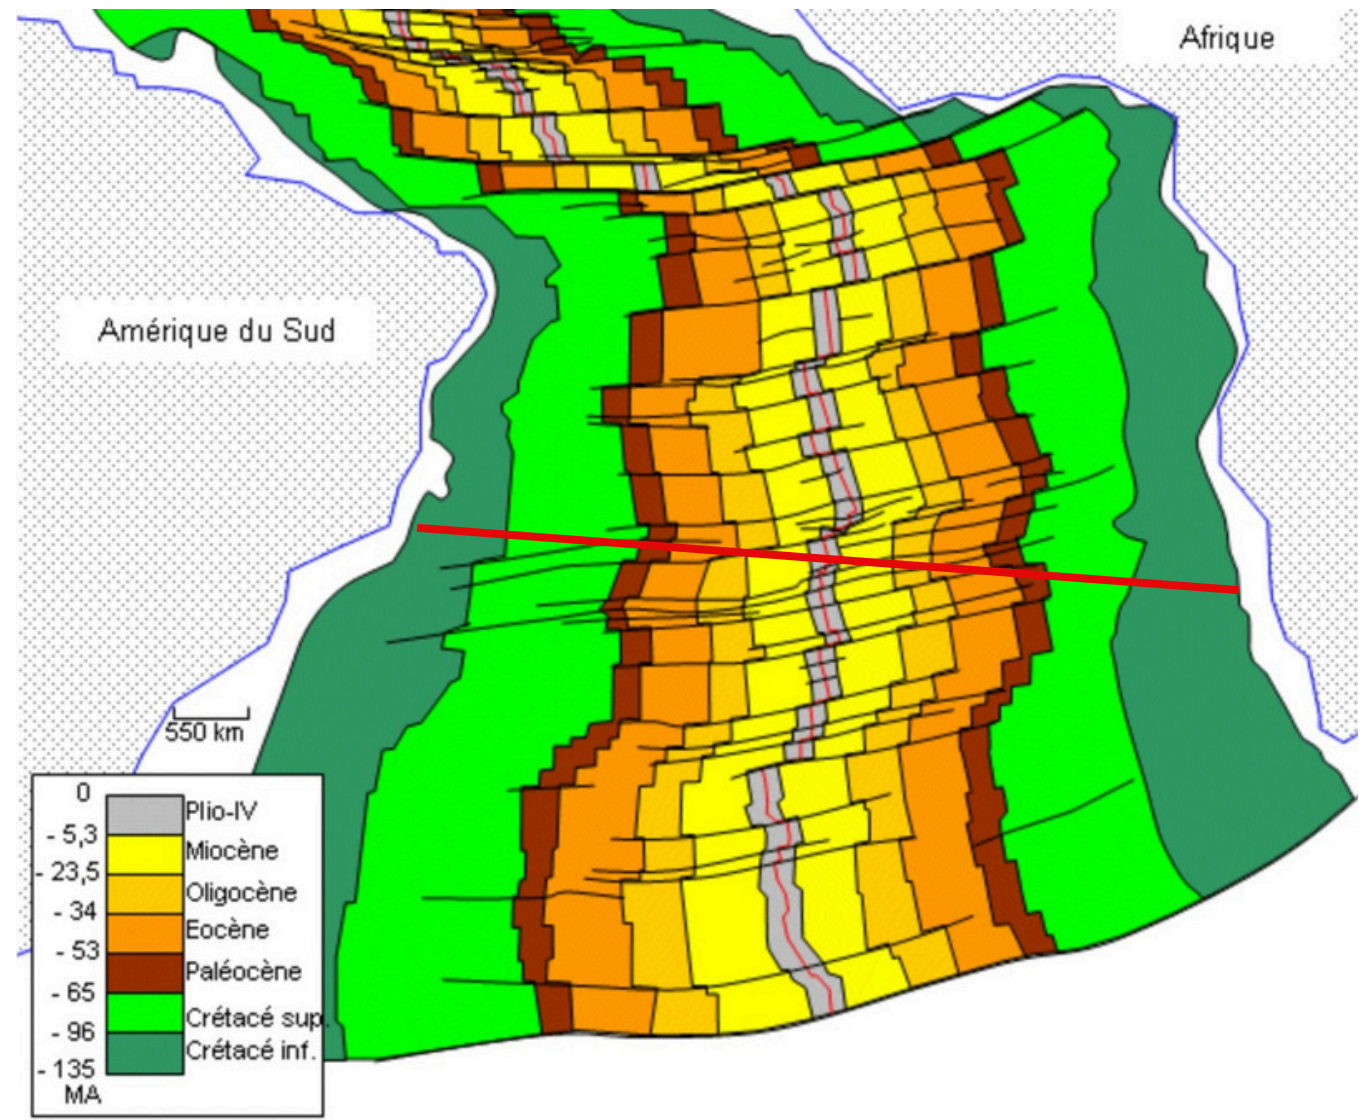 Afrique
Amérique du Sud
550 km
0
Plio-IV
- 5,3
Miocène
- 23,5
Oligocène
- 34
Eocène
- 53
Paléocène
- 65
Crétacé sup.
- 96
Crétacé inf.
- 135
MA